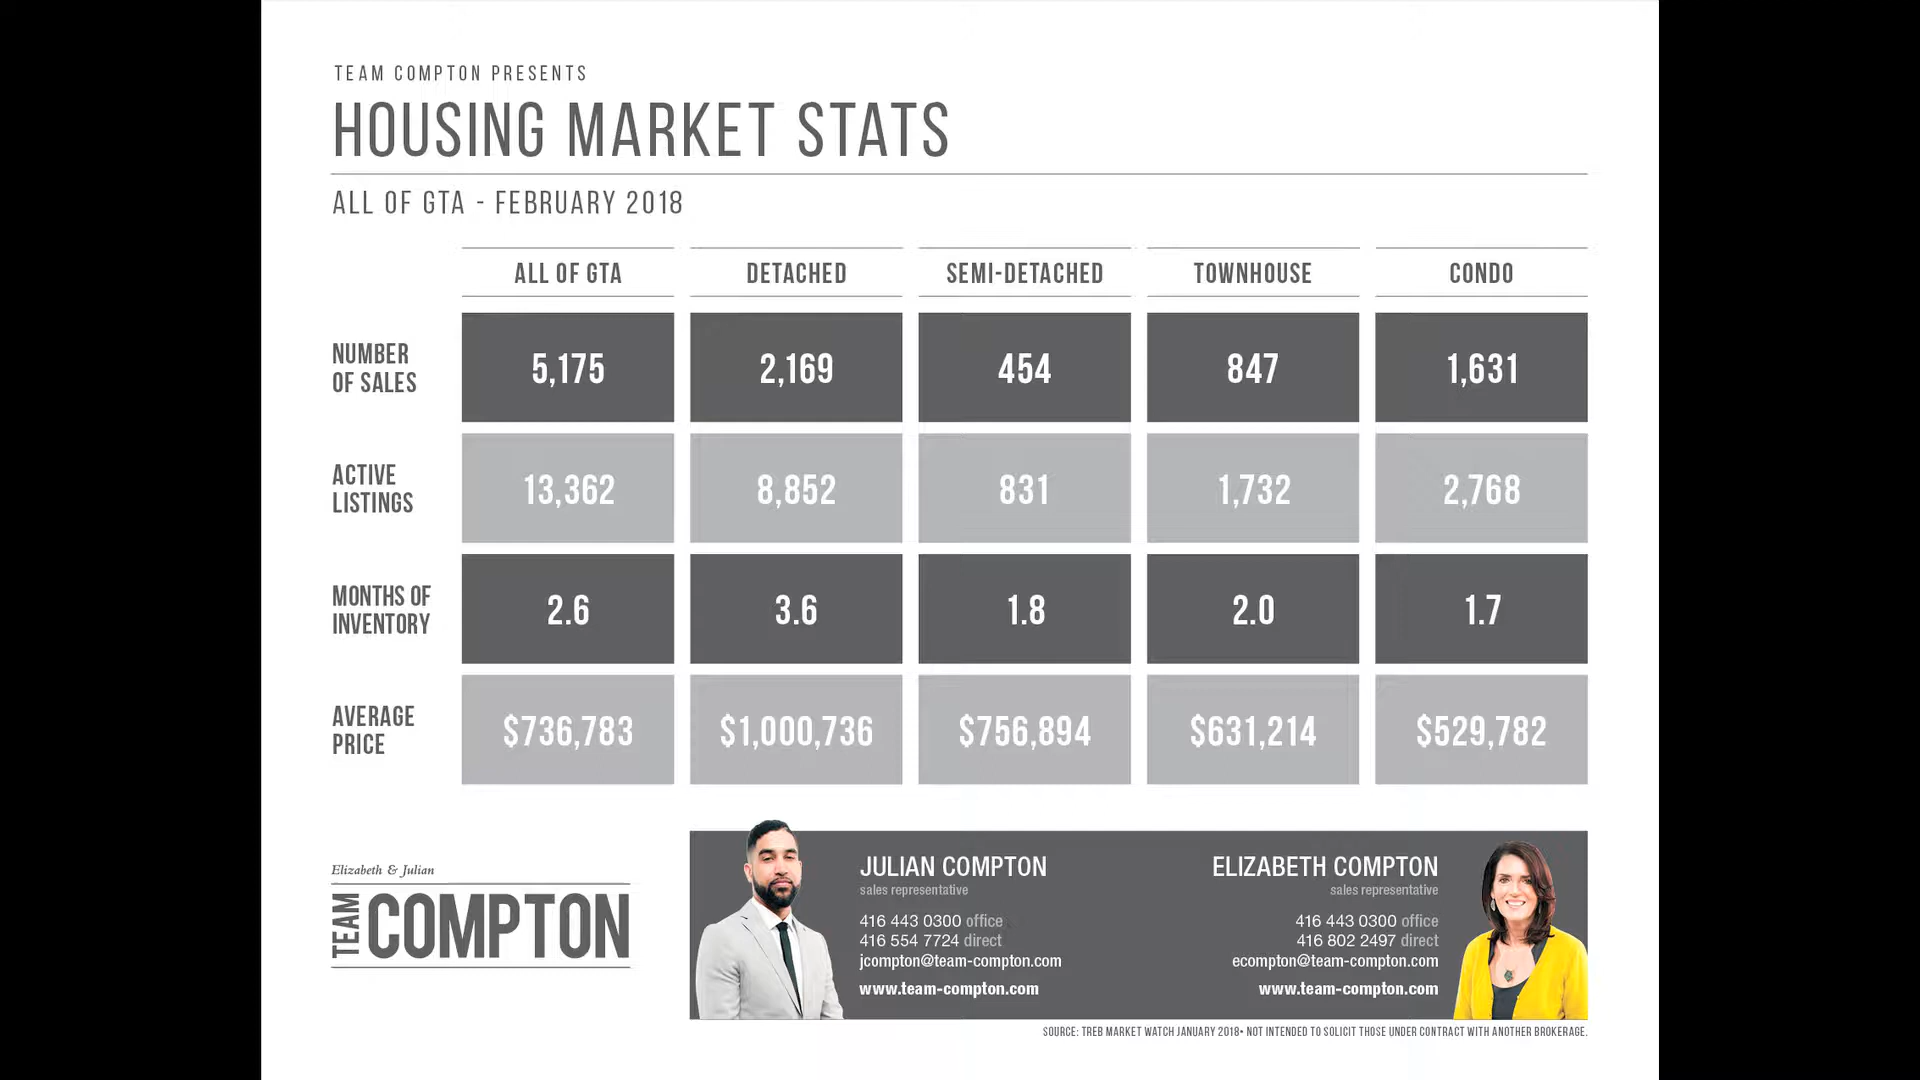 TEAM COMPTON PRESENTS
HOUSING MARKET STATS
ALL OF GTA - FEBRUARY 2018
ALL OF GTA DETACHED SEMI-DETACHED TOWNHOUSE CONDO
NUMBER
OF SALES
5,175 2,169 454 847 1,631
ACTIVE
LISTINGS
13,362 8,852 831 1,732 2,768
MONTHS OF
INVENTORY
2.6 3.6 1.8 2.0 1.7
AVERAGE
PRICE
$736,783 $1,000,736 $756,894 $631,214 $529,782
Elizabeth & Julian
TEAM COMPTON
JULIAN COMPTON
sales representative
416 443 0300 office
416 554 7724 direct
jcompton@team-compton.com
www.team-compton.com
ELIZABETH COMPTON
sales representative
416 443 0300 office
416 802 2497 direct
ecompton@team-compton.com
www.team-compton.com
SOURCE: TREB MARKET WATCH JANUARY 2018• NOT INTENDED TO SOLICIT THOSE UNDER CONTRACT WITH ANOTHER BROKERAGE.